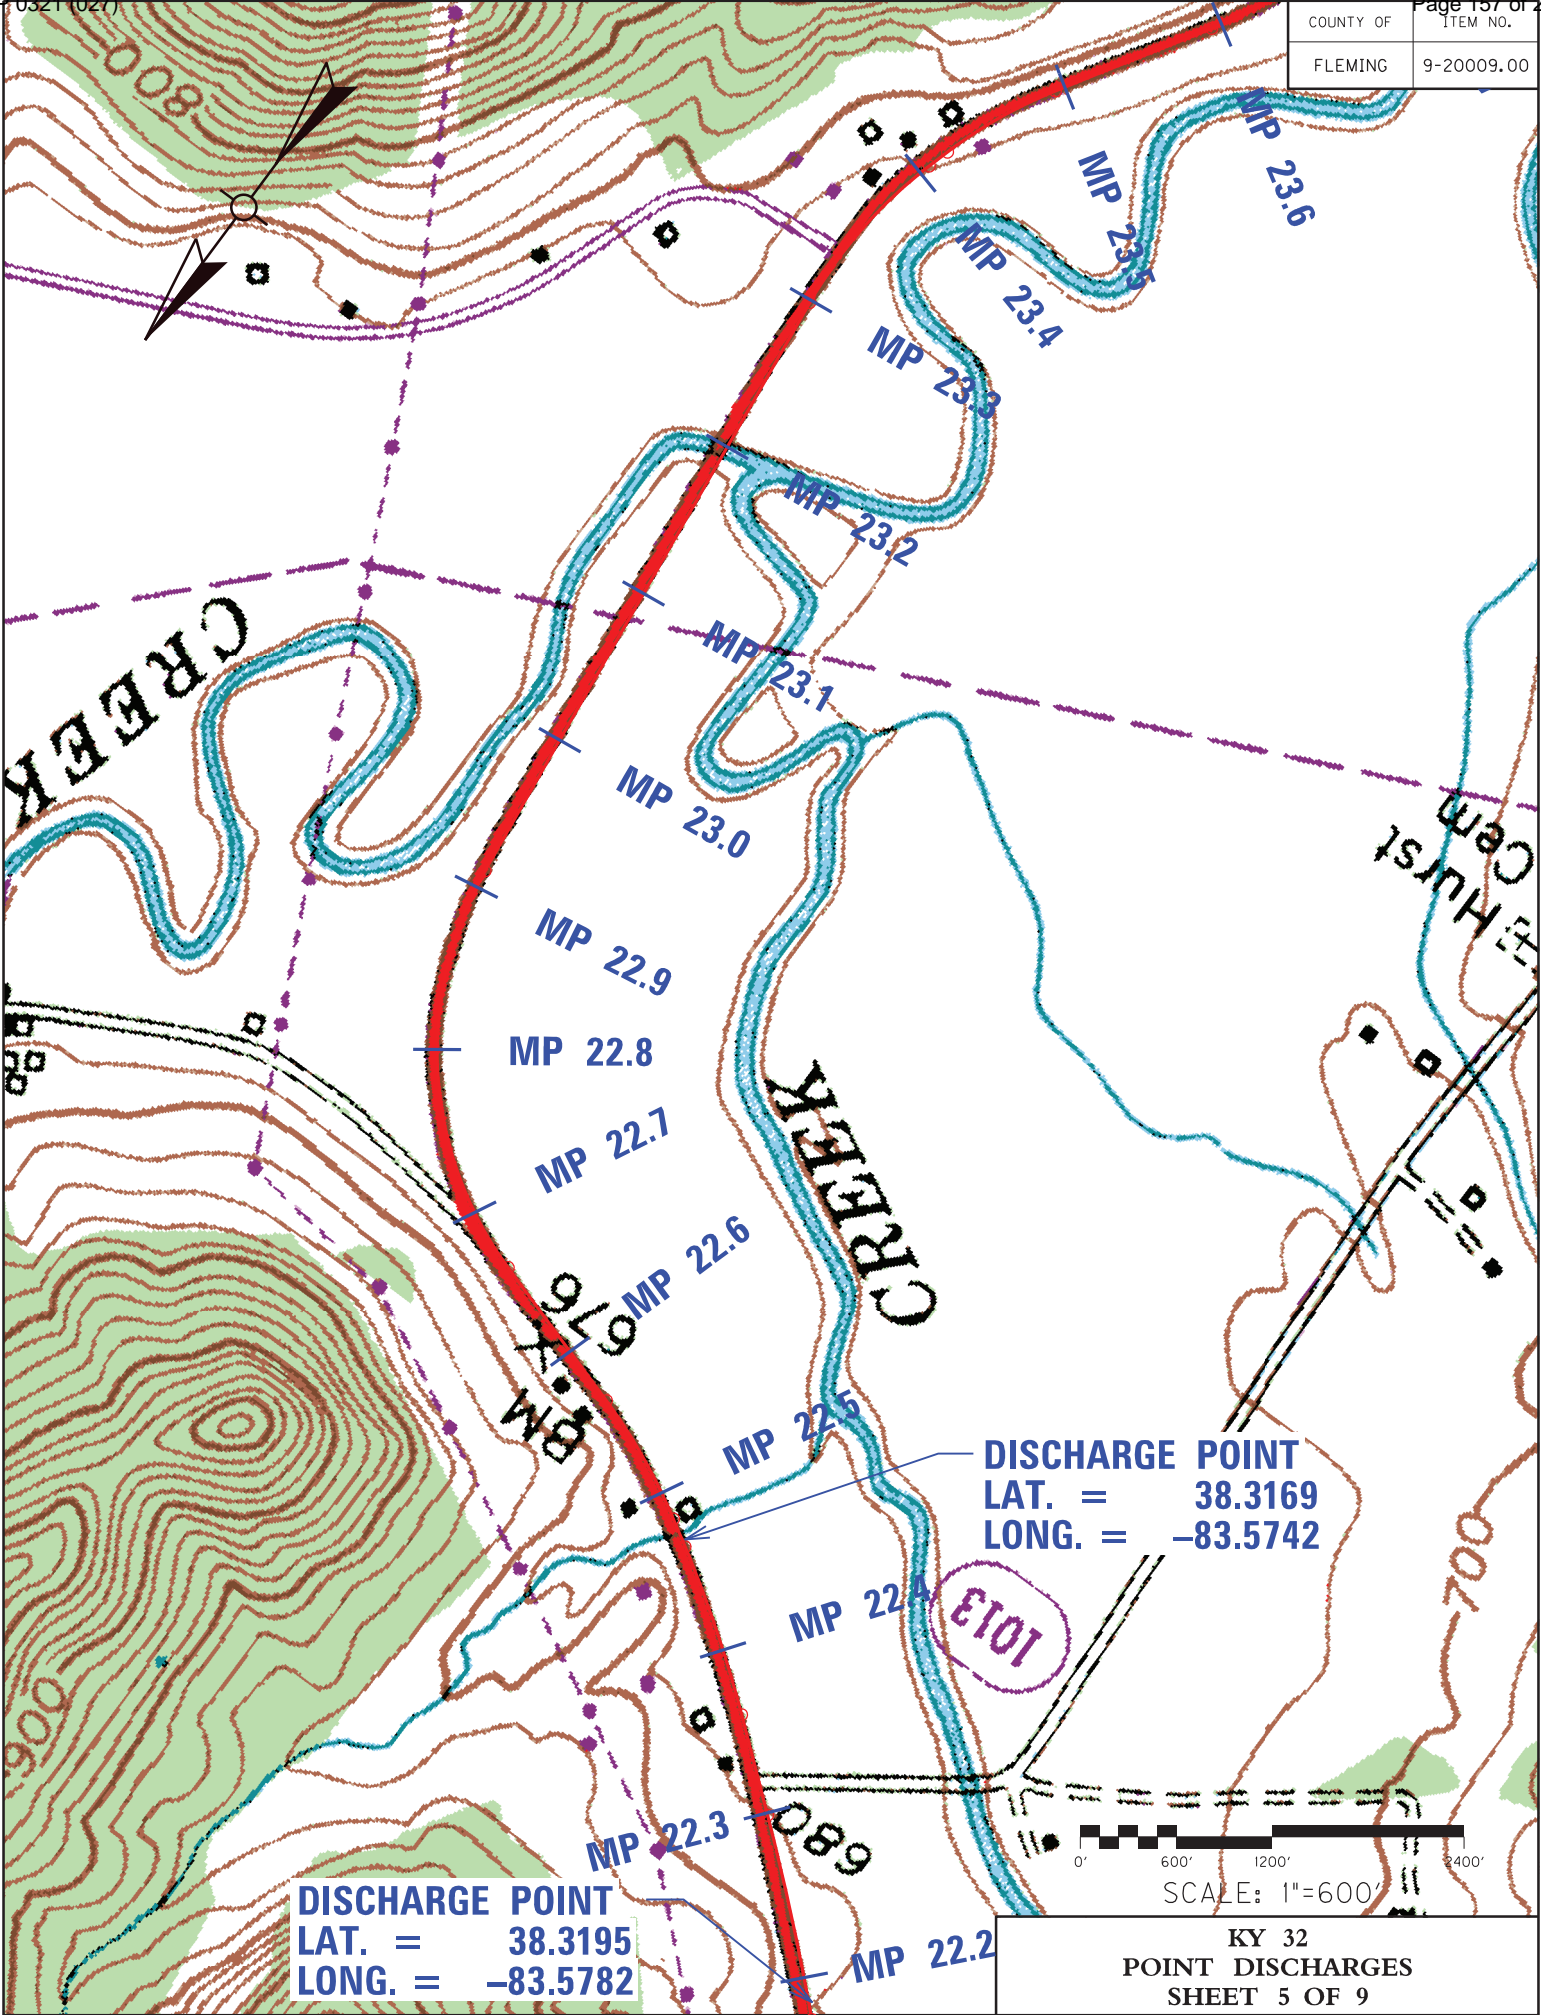 0321 (027)
Page 157 of 2
COUNTY OF
ITEM NO.
FLEMING
9-20009.00
800
MP 23.6
MP 23.5
MP 23.4
MP 23.3
MP 23.2
MP 23.1
CREEK
MP 23.0
Hurst
Cem
MP 22.9
MP 22.8
MP 22.7
CREEK
MP 22.6
BM
X
676
MP 22.5
DISCHARGE POINT
LAT. = 38.3169
LONG. = -83.5742
MP 22.4
1013
700
900
MP 22.3
680
DISCHARGE POINT
LAT. = 38.3195
LONG. = -83.5782
MP 22.2
0' 600' 1200' 2400'
SCALE: 1"=600'
KY 32
POINT DISCHARGES
SHEET 5 OF 9